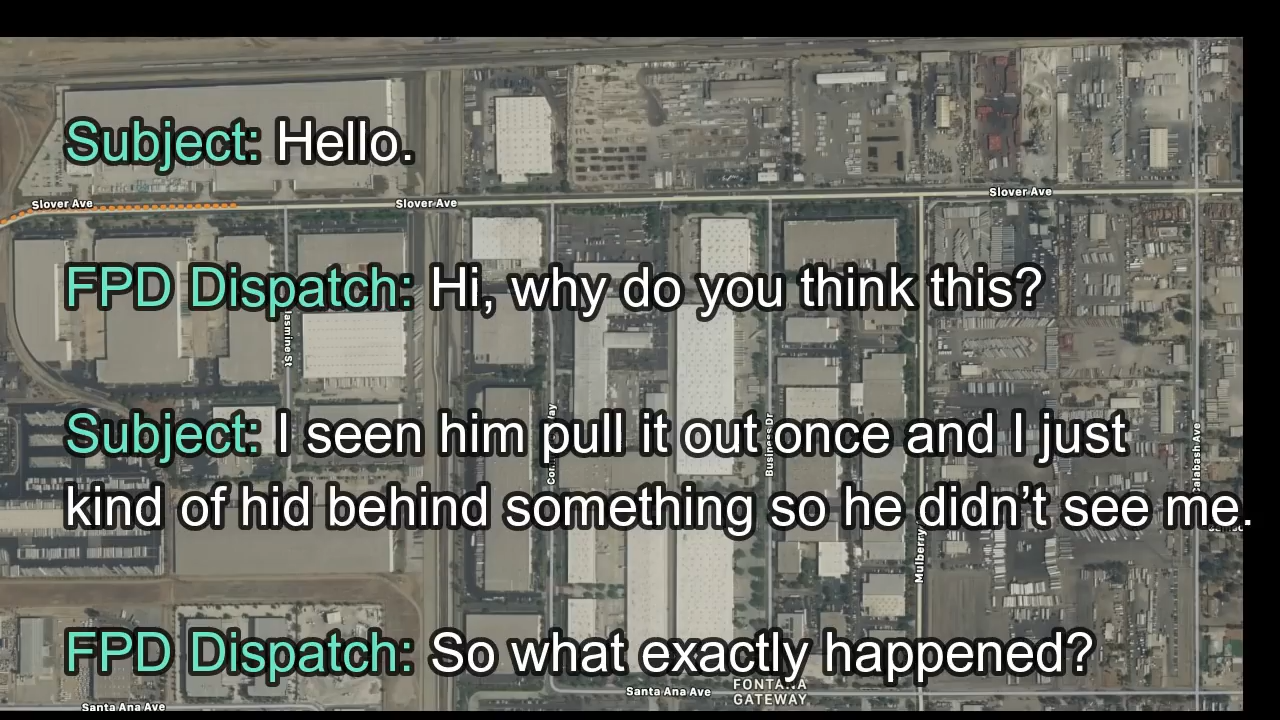 Subject: Hello.
Slover Ave
Slover Ave
Slover Ave
FPD Dispatch: Hi, why do you think this?
Jasmine St
Subject: I seen him pull it out once and I just
kind of hid behind something so he didn’t see me.
Business Dr
Calabash Ave
Mulberry
FPD Dispatch: So what exactly happened?
Santa Ana Ave
FONTANA
GATEWAY
Santa Ana Ave